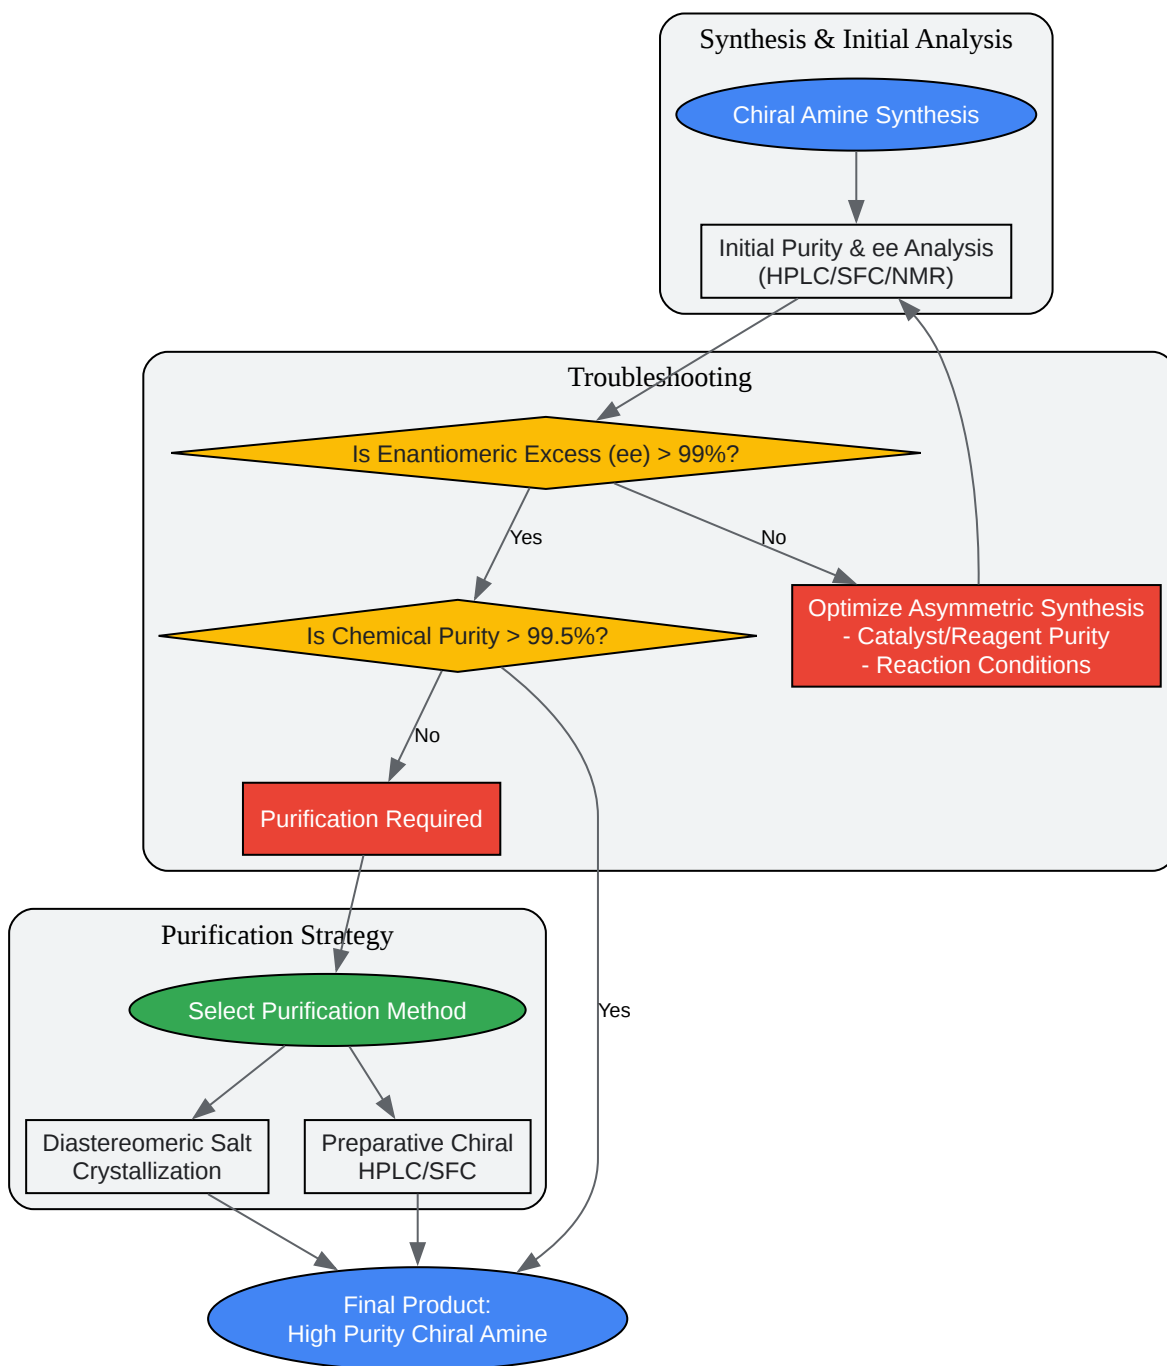 Synthesis & Initial Analysis
Chiral Amine Synthesis
Initial Purity & ee Analysis
(HPLC/SFC/NMR)
Troubleshooting
Is Enantiomeric Excess (ee) > 99%?
Yes
No
Optimize Asymmetric Synthesis
- Catalyst/Reagent Purity
- Reaction Conditions
Is Chemical Purity > 99.5%?
No
Purification Required
Purification Strategy
Select Purification Method
Yes
Diastereomeric Salt
Crystallization
Preparative Chiral
HPLC/SFC
Final Product:
High Purity Chiral Amine